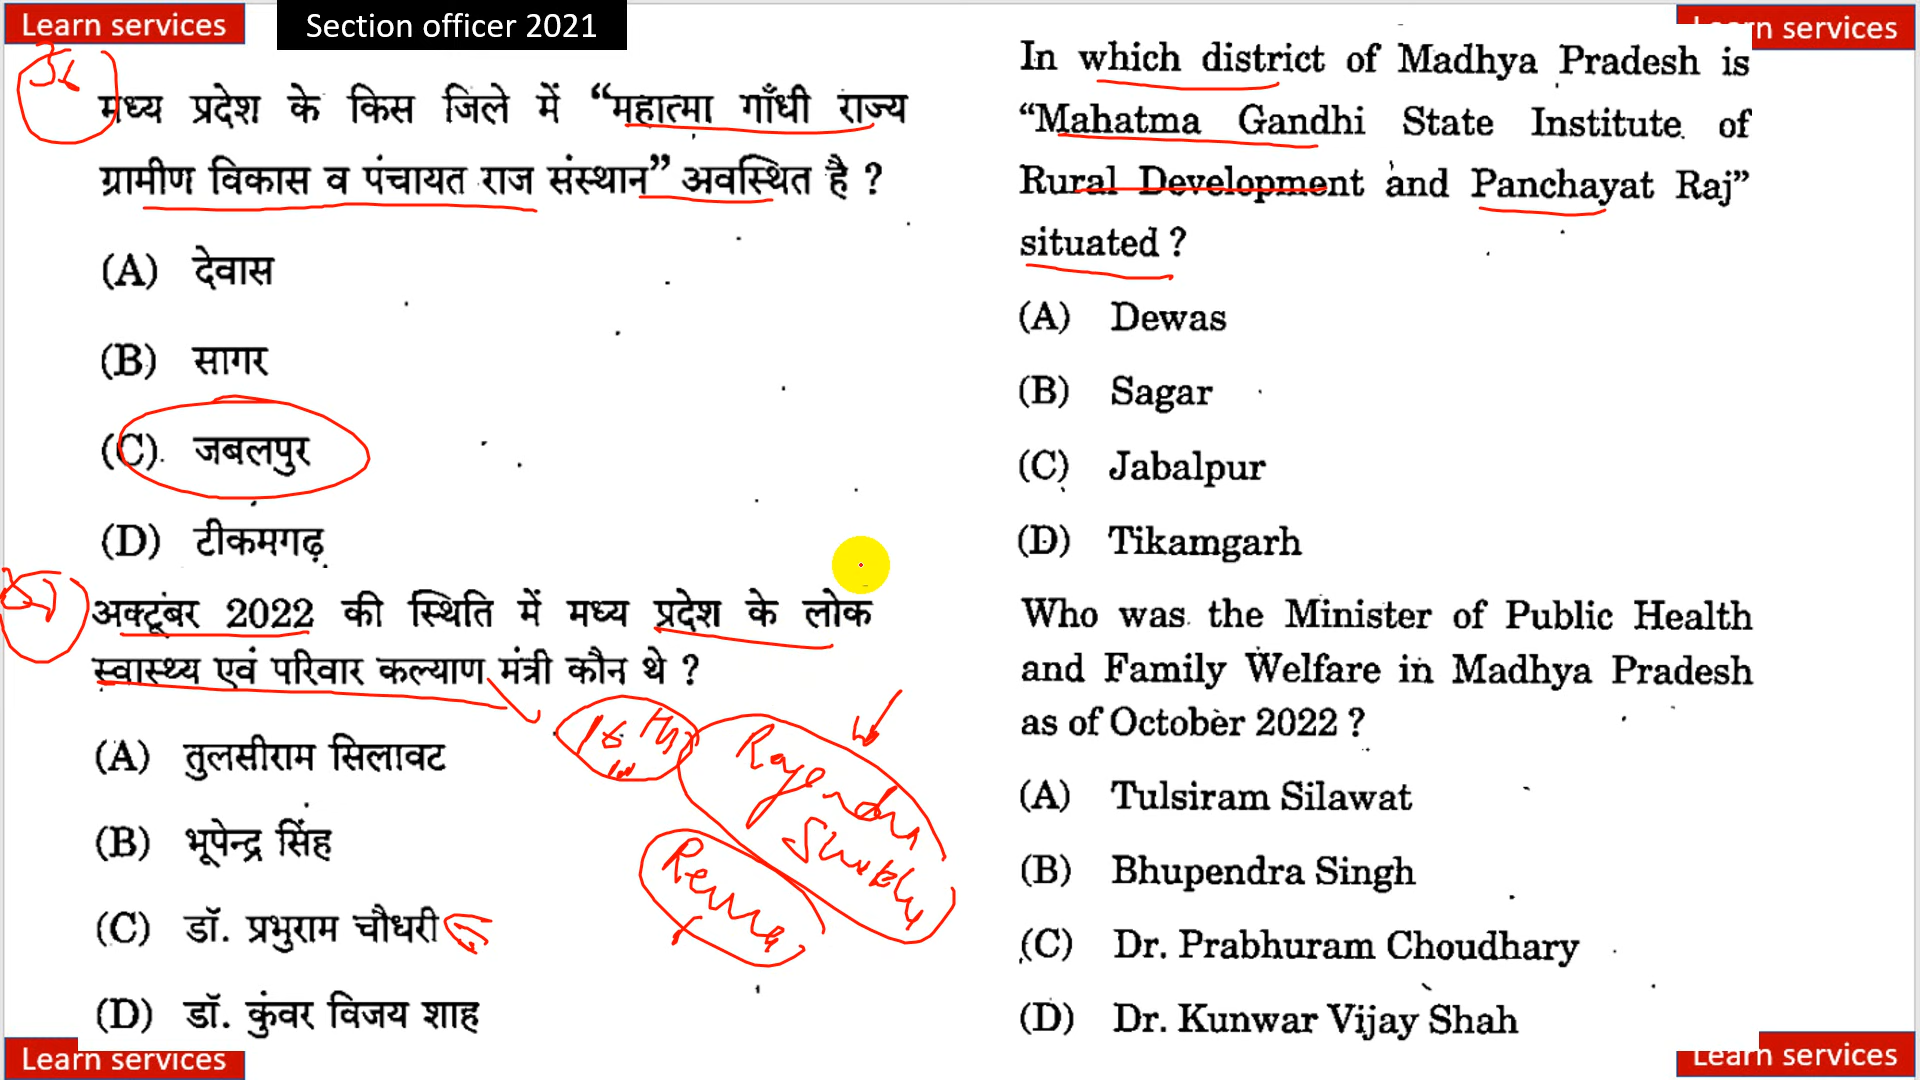 Learn services
Section officer 2021
मध्य प्रदेश के किस जिले में “महात्मा गाँधी राज्य
ग्रामीण विकास व पंचायत राज संस्थान” अवस्थित है ?
(A) देवास
(B) सागर
(C) जबलपुर
(D) टीकमगढ़
अक्टूबर 2022 की स्थिति में मध्य प्रदेश के लोक
स्वास्थ्य एवं परिवार कल्याण मंत्री कौन थे ?
(A) तुलसीराम सिलावट
(B) भूपेन्द्र सिंह
(C) डॉ. प्रभुराम चौधरी
(D) डॉ. कुंवर विजय शाह
Rajendra
Learn services
Learn services
In which district of Madhya Pradesh is
“Mahatma Gandhi State Institute of
Rural Development and Panchayat Raj”
situated ?
(A) Dewas
(B) Sagar
(C) Jabalpur
(D) Tikamgarh
Who was the Minister of Public Health
and Family Welfare in Madhya Pradesh
as of October 2022 ?
(A) Tulsiram Silawat
(B) Bhupendra Singh
(C) Dr. Prabhuram Choudhary
(D) Dr. Kunwar Vijay Shah
Learn services